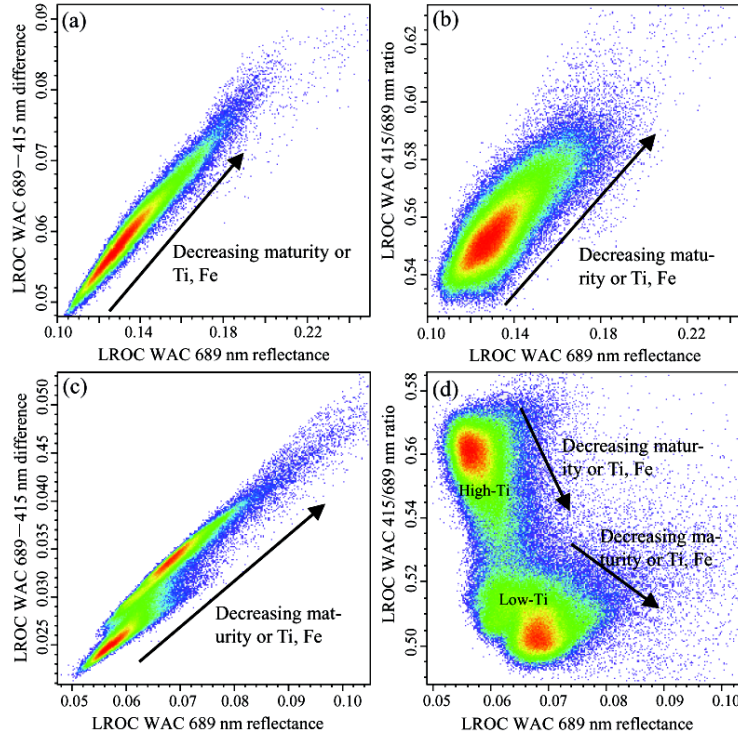 (a)
LROC WAC 689−415 nm difference
0.09
0.08
0.07
0.06
0.05
Decreasing maturity or
Ti, Fe
0.10 0.14 0.18 0.22
LROC WAC 689 nm reflectance
(b)
LROC WAC 415/689 nm ratio
0.62
0.60
0.58
0.56
0.54
Decreasing matu-
rity or Ti, Fe
0.10 0.14 0.18 0.22
LROC WAC 689 nm reflectance
(c)
LROC WAC 689−415 nm difference
0.050
0.045
0.040
0.035
0.030
0.025
Decreasing mat-
urity or Ti, Fe
0.05 0.06 0.07 0.08 0.09 0.10
LROC WAC 689 nm reflectance
(d)
LROC WAC 415/689 nm ratio
0.58
0.56
0.54
0.52
0.50
Decreasing matur-
ity or Ti, Fe
High-Ti
Decreasing ma-
turity or Ti, Fe
Low-Ti
0.05 0.06 0.07 0.08 0.09 0.10
LROC WAC 689 nm reflectance